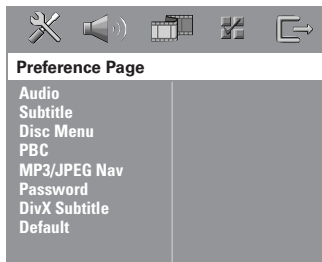 Preference Page
Audio
Subtitle
Disc Menu
PBC
MP3/JPEG Nav
Password
DivX Subtitle
Default